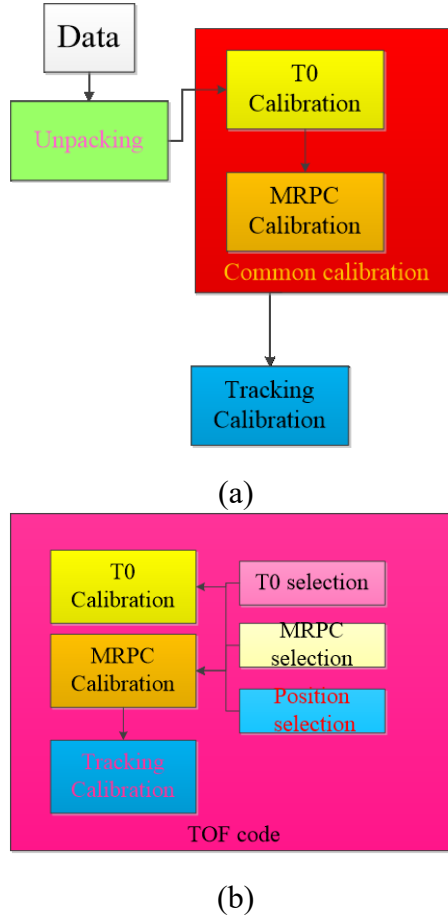 Data
Unpacking
T0
Calibration
MRPC
Calibration
Common calibration
Tracking
Calibration
(a)
T0
Calibration
T0 selection
MRPC
Calibration
MRPC
selection
Position
selection
Tracking
Calibration
TOF code
(b)